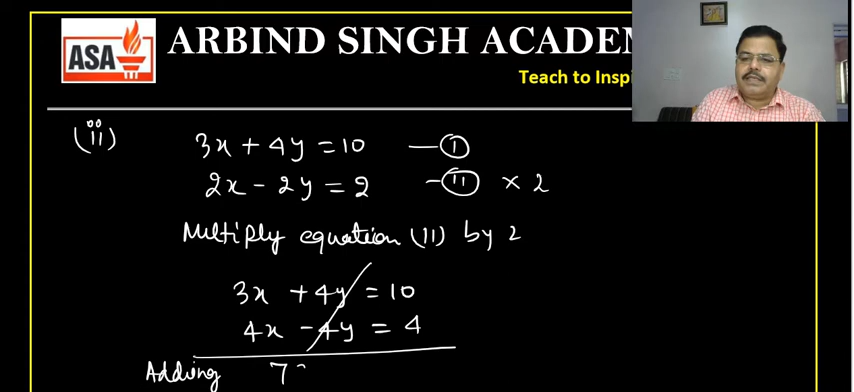 ASA
ARBIND SINGH ACADEM
Teach to Inspi
(ii) 3x + 4y = 10 — (I)
2x - 2y = 2 - (II) × 2
Multiply equation (II) by 2
3x + 4y = 10
4x - 4y = 4
Adding 7